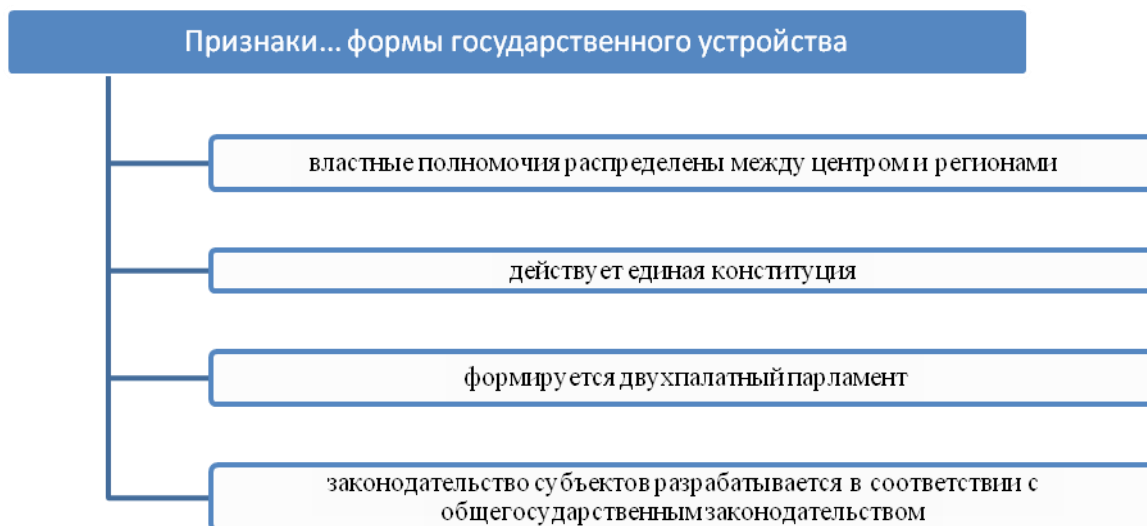 Признаки... формы государственного устройства
властные полномочия распределены между центром и регионами
действует единая конституция
формируется двухпалатный парламент
законодательство субъектов разрабатывается в соответствии с
общегосударственным законодательством